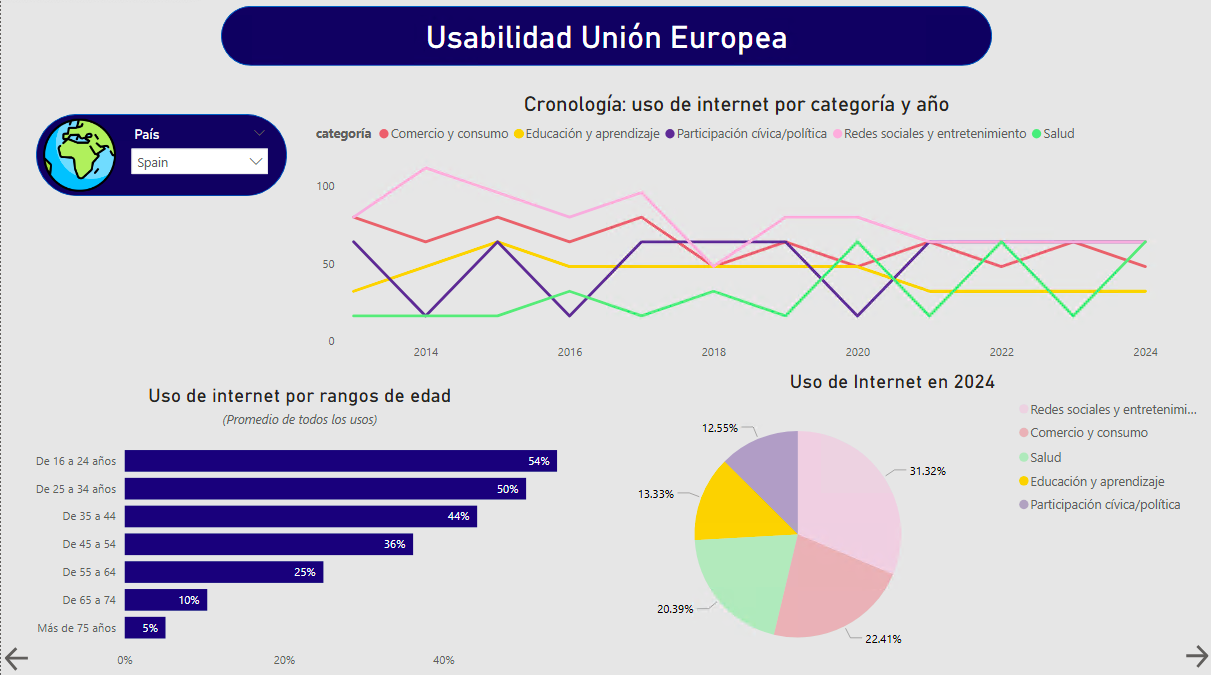 Usabilidad Unión Europea
País
Spain
Cronología: uso de internet por categoría y año
categoría Comercio y consumo Educación y aprendizaje Participación cívica/política Redes sociales y entretenimiento Salud
100
50
0
2014 2016 2018 2020 2022 2024
Uso de internet por rangos de edad
(Promedio de todos los usos)
De 16 a 24 años 54%
De 25 a 34 años 50%
De 35 a 44 44%
De 45 a 54 36%
De 55 a 64 25%
De 65 a 74 10%
Más de 75 años 5%
0% 20% 40%
Uso de Internet en 2024
12.55%
31.32%
13.33%
20.39%
22.41%
Redes sociales y entretenimi...
Comercio y consumo
Salud
Educación y aprendizaje
Participación cívica/política